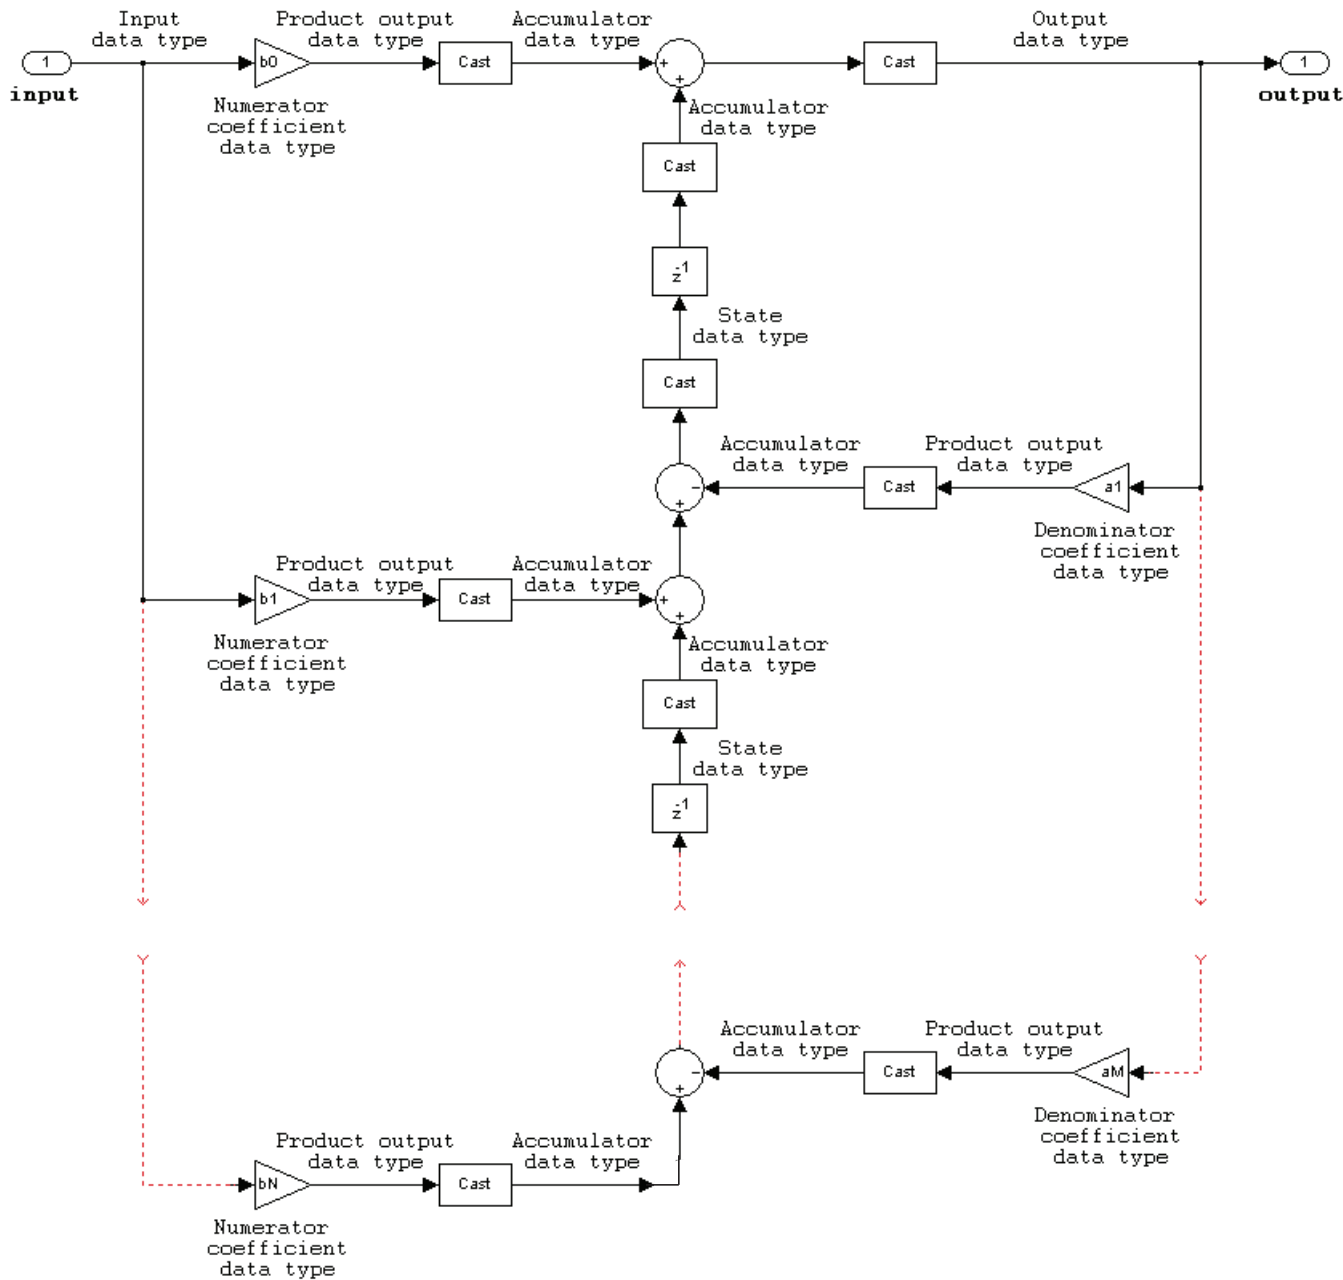 Input
data type
Product output
data type
Accumulator
data type
Output
data type
1
b0
Cast
+
+
Cast
1
input
output
Numerator
coefficient
data type
Accumulator
data type
Cast
z-1
State
data type
Cast
Accumulator
data type
Product output
data type
−
+
Cast
a1
Denominator
coefficient
data type
Product output
data type
Accumulator
data type
b1
Cast
+
+
Numerator
coefficient
data type
Accumulator
data type
Cast
State
data type
z-1
Accumulator
data type
Product output
data type
−
+
Cast
aM
Denominator
coefficient
data type
Product output
data type
Accumulator
data type
bN
Cast
Numerator
coefficient
data type